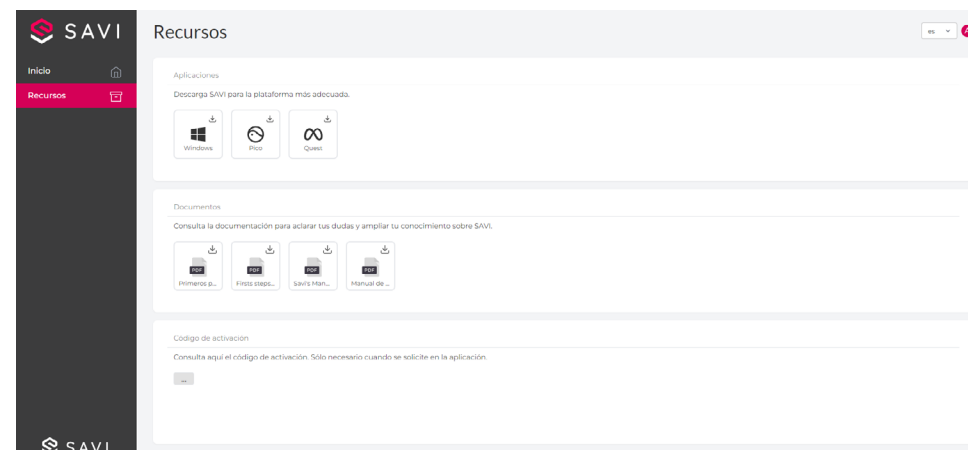 SAVI
Recursos
es
Inicio
Recursos
Aplicaciones
Descarga SAVI para la plataforma más adecuada.
Windows
Pico
Quest
Documentos
Consulta la documentación para aclarar tus dudas y ampliar tu conocimiento sobre SAVI.
PDF PDF PDF PDF
Primeros p... Firsts steps... Savi's Man... Manual de ...
Código de activación
Consulta aquí el código de activación. Sólo necesario cuando se solicite en la aplicación.
...
SAVI